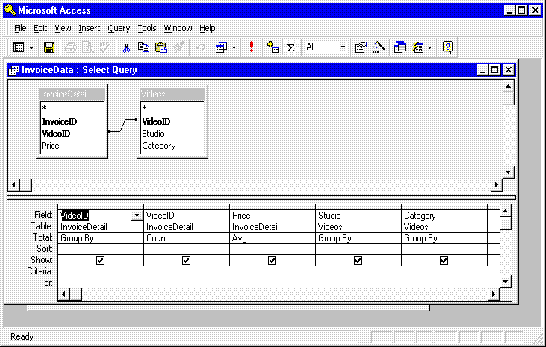 Microsoft Access
File Edit View Insert Query Tools Window Help
All
InvoiceData : Select Query
InvoiceDetail Videos
* *
InvoiceID VideoID
VideoID Studio
Price Category
Field: VideoID VideoID Price Studio Category
Table: InvoiceDetail InvoiceDetail InvoiceDetail Videos Videos
Total: Group By Count Avg Group By Group By
Sort:
Show:
Criteria:
or:
Ready